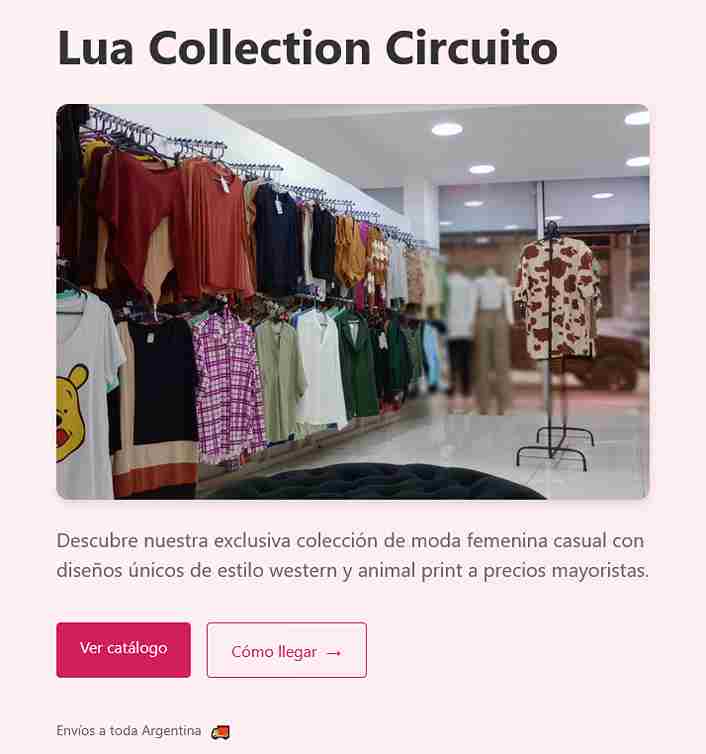 Lua Collection Circuito
Descubre nuestra exclusiva colección de moda femenina casual con
diseños únicos de estilo western y animal print a precios mayoristas.
Ver catálogo
Cómo llegar →
Envíos a toda Argentina 🚚